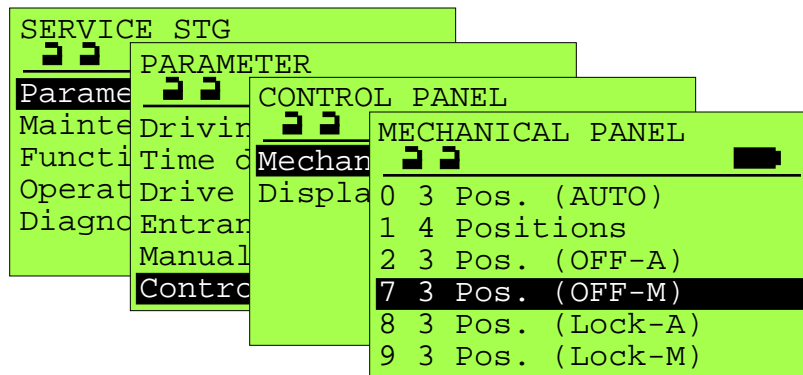 SERVICE STG
Parame
Mainte
Functi
Operat
Diagno
PARAMETER
Drivin
Time d
Drive
Entran
Manual
Contro
CONTROL PANEL
Mechan
Displa
MECHANICAL PANEL
0 3 Pos. (AUTO)
1 4 Positions
2 3 Pos. (OFF-A)
7 3 Pos. (OFF-M)
8 3 Pos. (Lock-A)
9 3 Pos. (Lock-M)